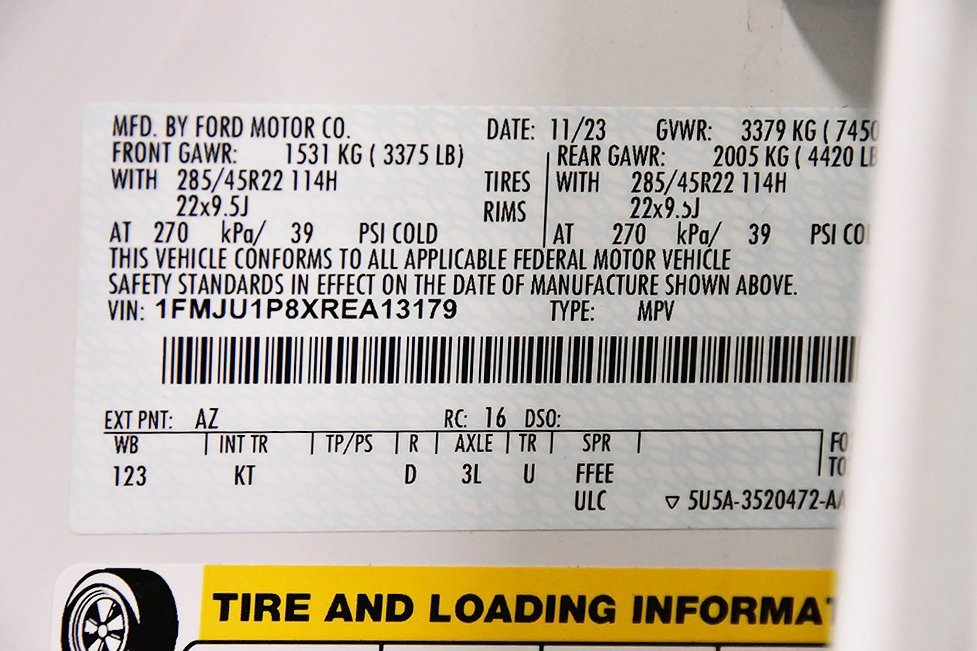 MFD. BY FORD MOTOR CO. DATE: 11/23 GVWR: 3379 KG ( 7450
FRONT GAWR: 1531 KG ( 3375 LB) REAR GAWR: 2005 KG ( 4420 LB
WITH 285/45R22 114H TIRES WITH 285/45R22 114H
22x9.5J RIMS 22x9.5J
AT 270 kPa/ 39 PSI COLD AT 270 kPa/ 39 PSI CO
THIS VEHICLE CONFORMS TO ALL APPLICABLE FEDERAL MOTOR VEHICLE
SAFETY STANDARDS IN EFFECT ON THE DATE OF MANUFACTURE SHOWN ABOVE.
VIN: 1FMJU1P8XREA13179 TYPE: MPV
EXT PNT: AZ RC: 16 DSO:
WB INT TR TP/PS R AXLE TR SPR FO
123 KT D 3L U FFEE TO
ULC ▽ 5U5A-3520472-A
TIRE AND LOADING INFORMA